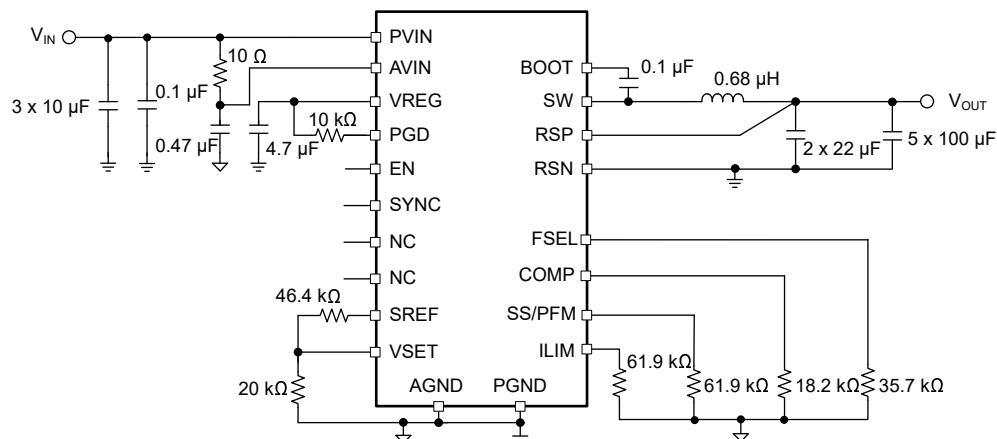 V_IN
PVIN
10 Ω
AVIN
BOOT
0.1 µF
0.68 µH
0.1 µF
3 x 10 µF
VREG
SW
V_OUT
10 kΩ
PGD
RSP
0.47 µF
4.7 µF
2 x 22 µF
5 x 100 µF
EN
RSN
SYNC
NC
FSEL
NC
COMP
46.4 kΩ
SREF
SS/PFM
VSET
ILIM
61.9 kΩ
20 kΩ
AGND
PGND
61.9 kΩ
18.2 kΩ
35.7 kΩ